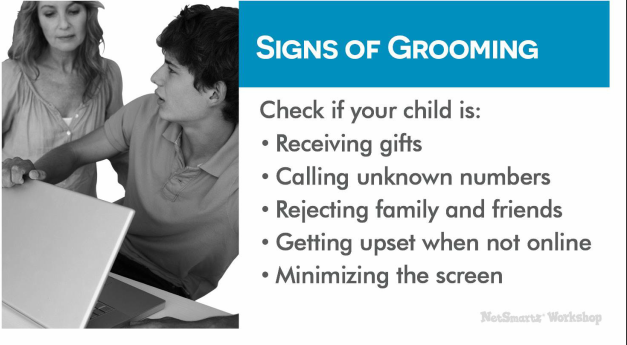 SIGNS OF GROOMING
Check if your child is:
• Receiving gifts
• Calling unknown numbers
• Rejecting family and friends
• Getting upset when not online
• Minimizing the screen
NetSmartz® Workshop